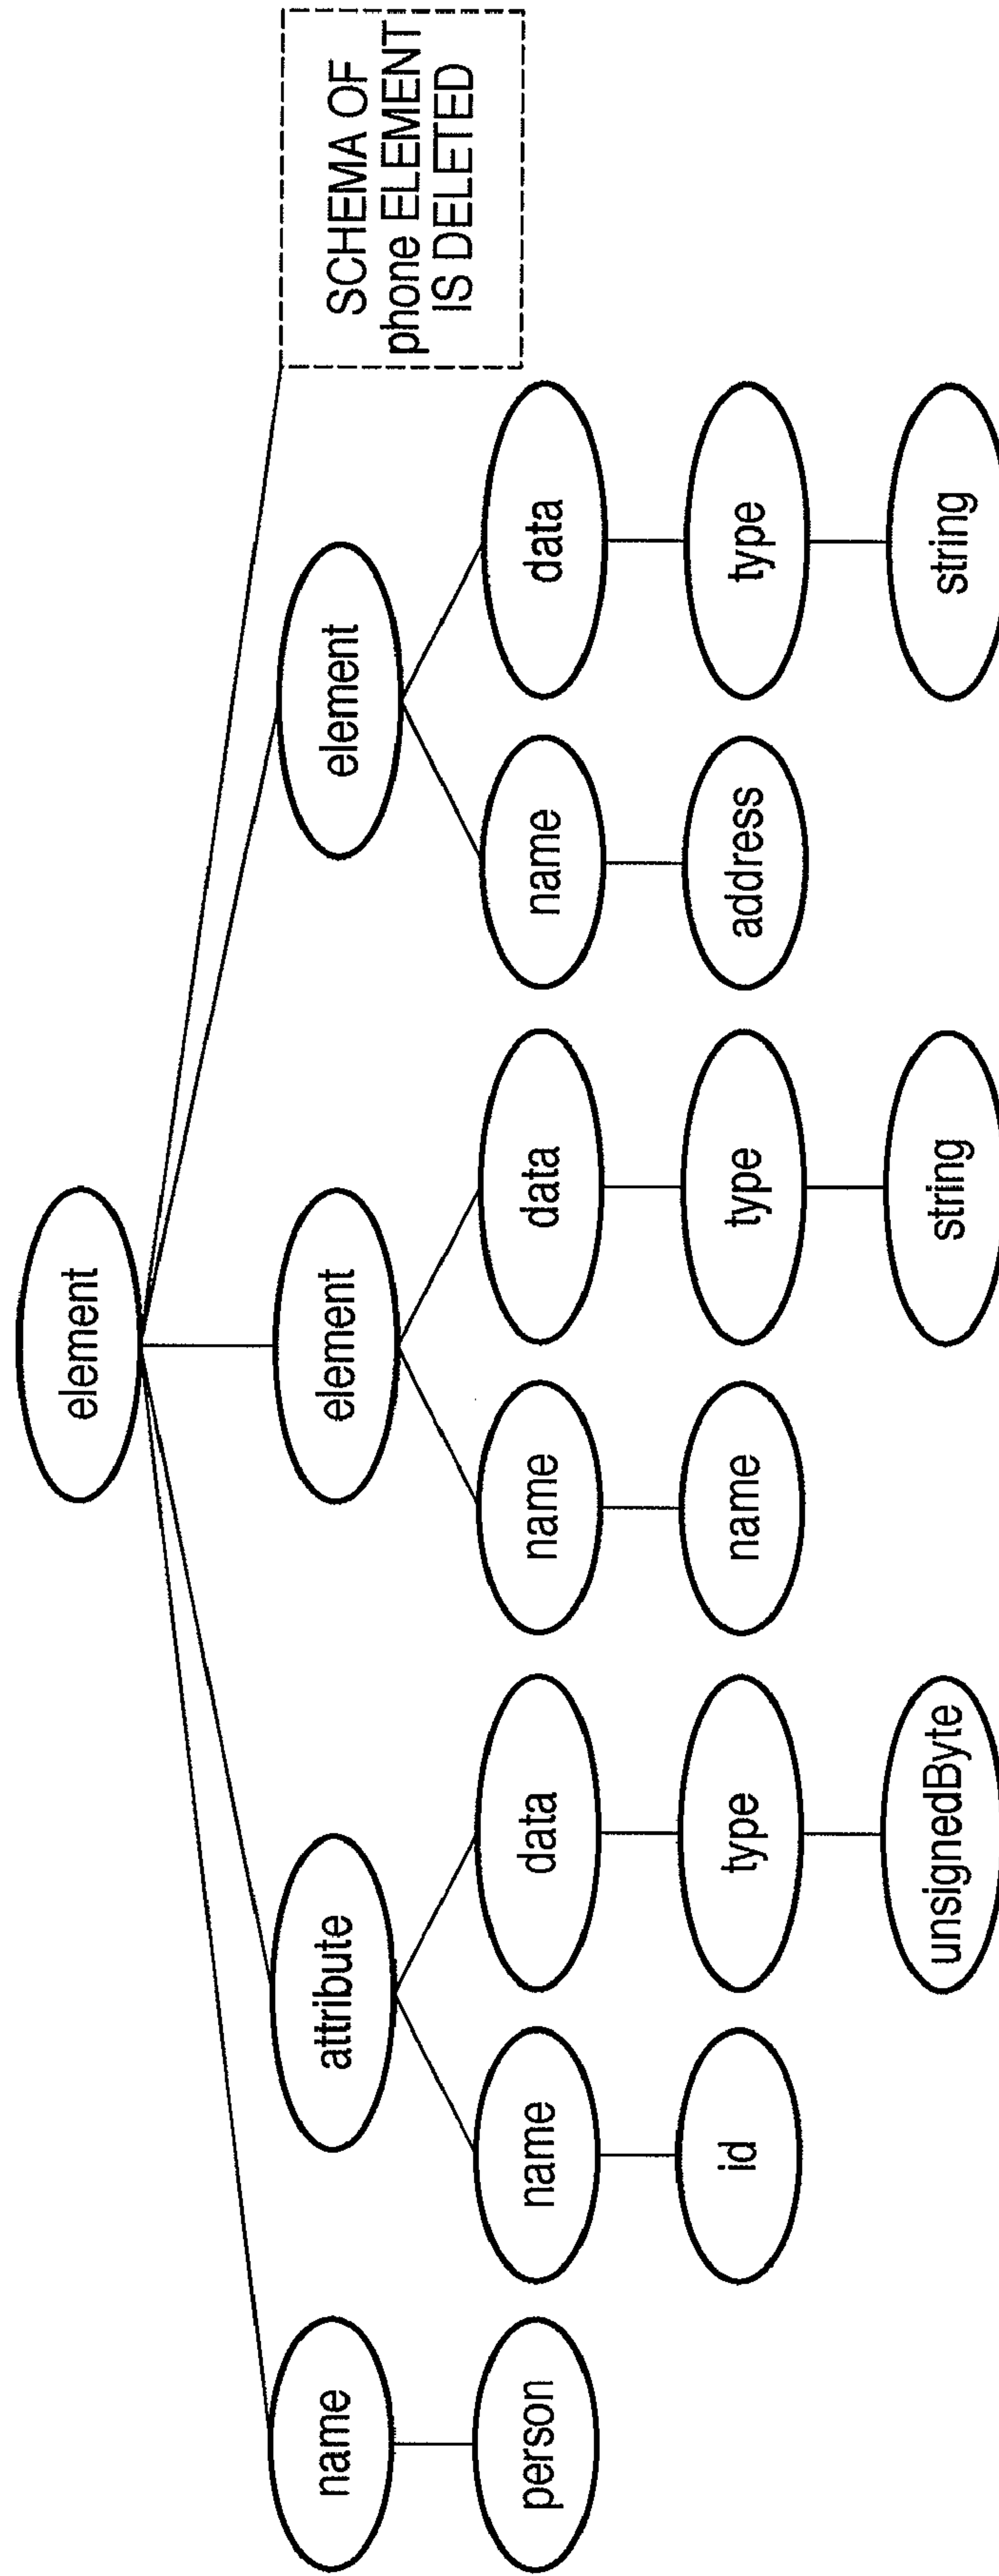 element
name
attribute
element
element
SCHEMA OF
phone ELEMENT
IS DELETED
person
name
data
name
data
name
data
id
type
name
type
address
type
unsignedByte
string
string